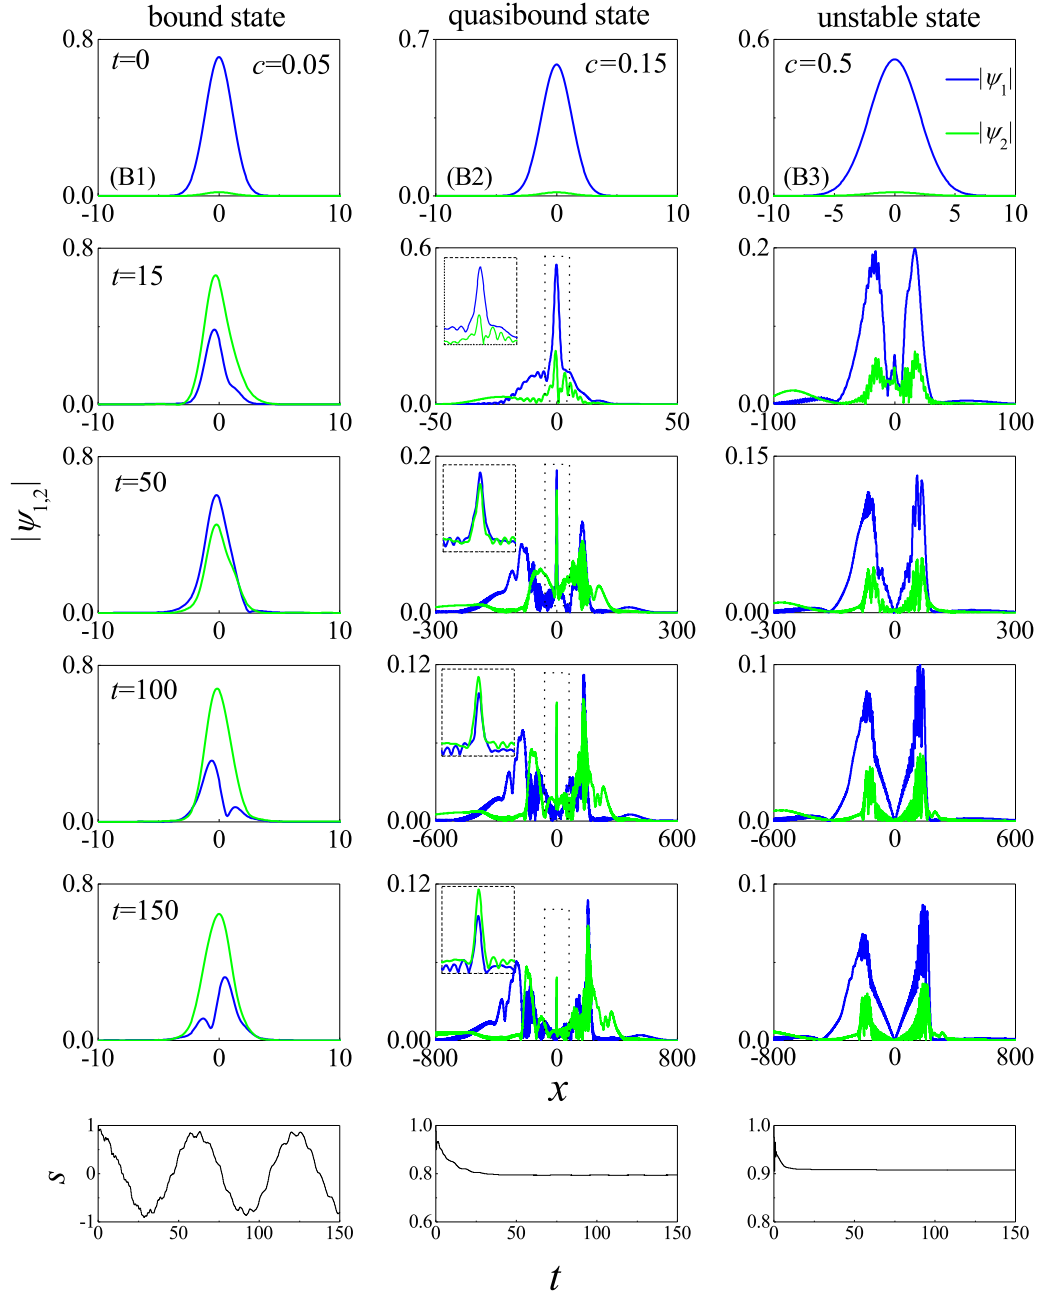 bound state quasibound state unstable state
0.8 0.7 0.6
t=0 c=0.05 c=0.15 c=0.5 |ψ1|
|ψ2|
(B1) (B2) (B3)
0.0 0.0 0.0
-10 0 10 -10 0 10 -10 -5 0 5 10
0.8 0.6 0.2
t=15
0.0 0.0 0.0
-10 0 10 -50 0 50 -100 0 100
0.8 0.2 0.15
t=50
|ψ1,2|
0.0 0.0 0.00
-10 0 10 -300 0 300 -300 0 300
0.8 0.12 0.1
t=100
0.0 0.00 0.0
-10 0 10 -600 0 600 -600 0 600
0.8 0.12 0.1
t=150
0.0 0.00 0.0
-10 0 10 -800 0 800 -800 0 800
x
1 1.0 1.0
s 0 0.8 0.9
-1 0.6 0.8
0 50 100 150 0 50 100 150 0 50 100 150
t